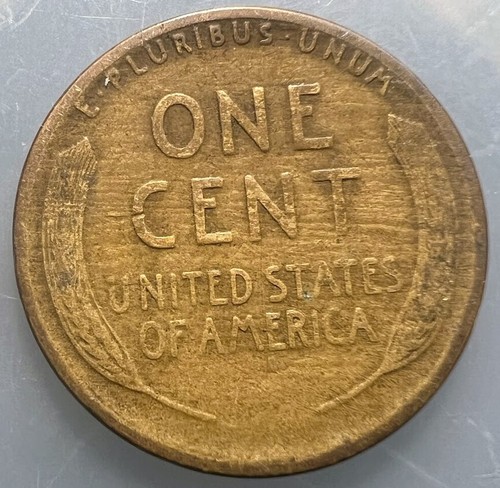 E·PLURIBUS·UNUM
ONE
CENT
UNITED STATES
OF AMERICA